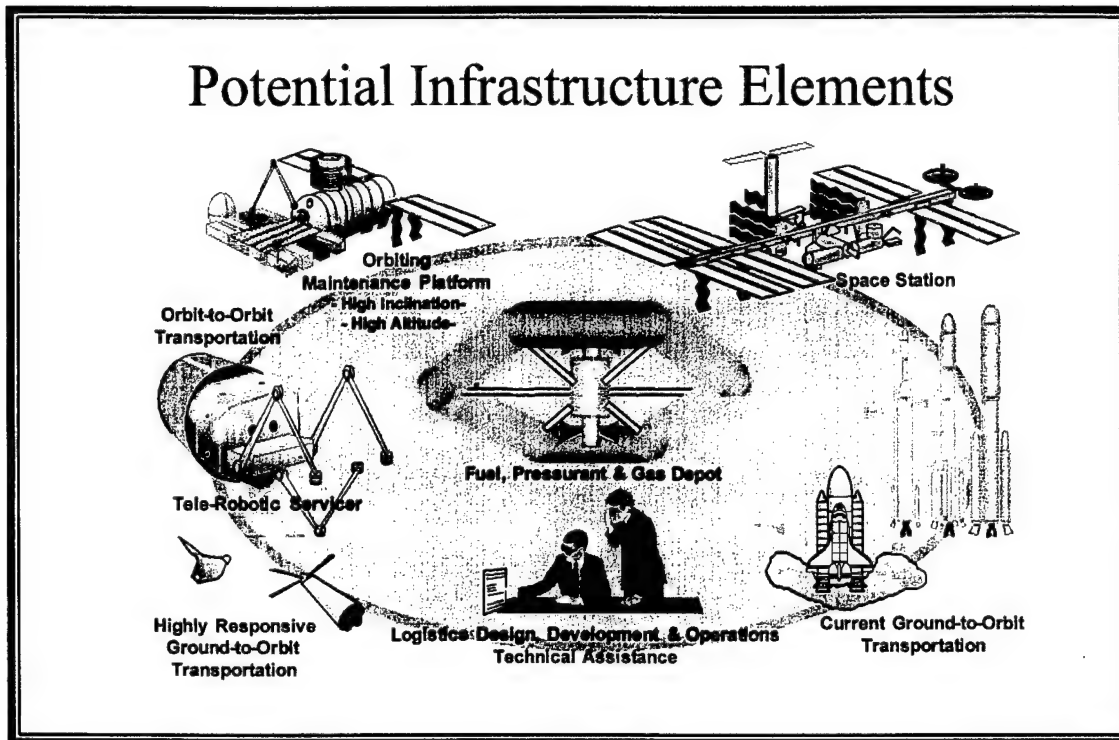 Potential Infrastructure Elements
Orbiting
Maintenance Platform
- High Inclination-
- High Altitude-
Space Station
Orbit-to-Orbit
Transportation
Fuel, Pressurant & Gas Depot
Tele-Robotic Servicer
Highly Responsive
Ground-to-Orbit
Transportation
Logistics Design, Development & Operations
Technical Assistance
Current Ground-to-Orbit
Transportation